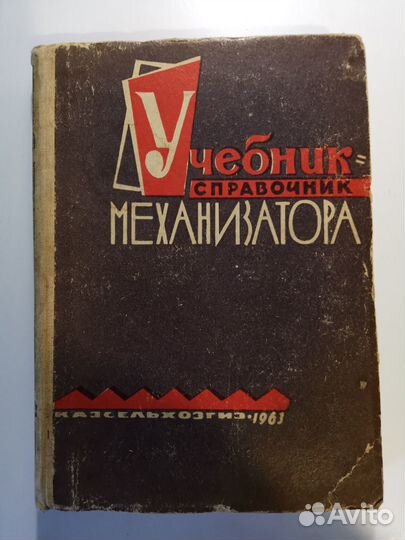 Учебник=
СПРАВОЧНИК
МЕХАНИЗАТОРА
КАЗСЕЛЬХОЗГИЗ·1963
Avito